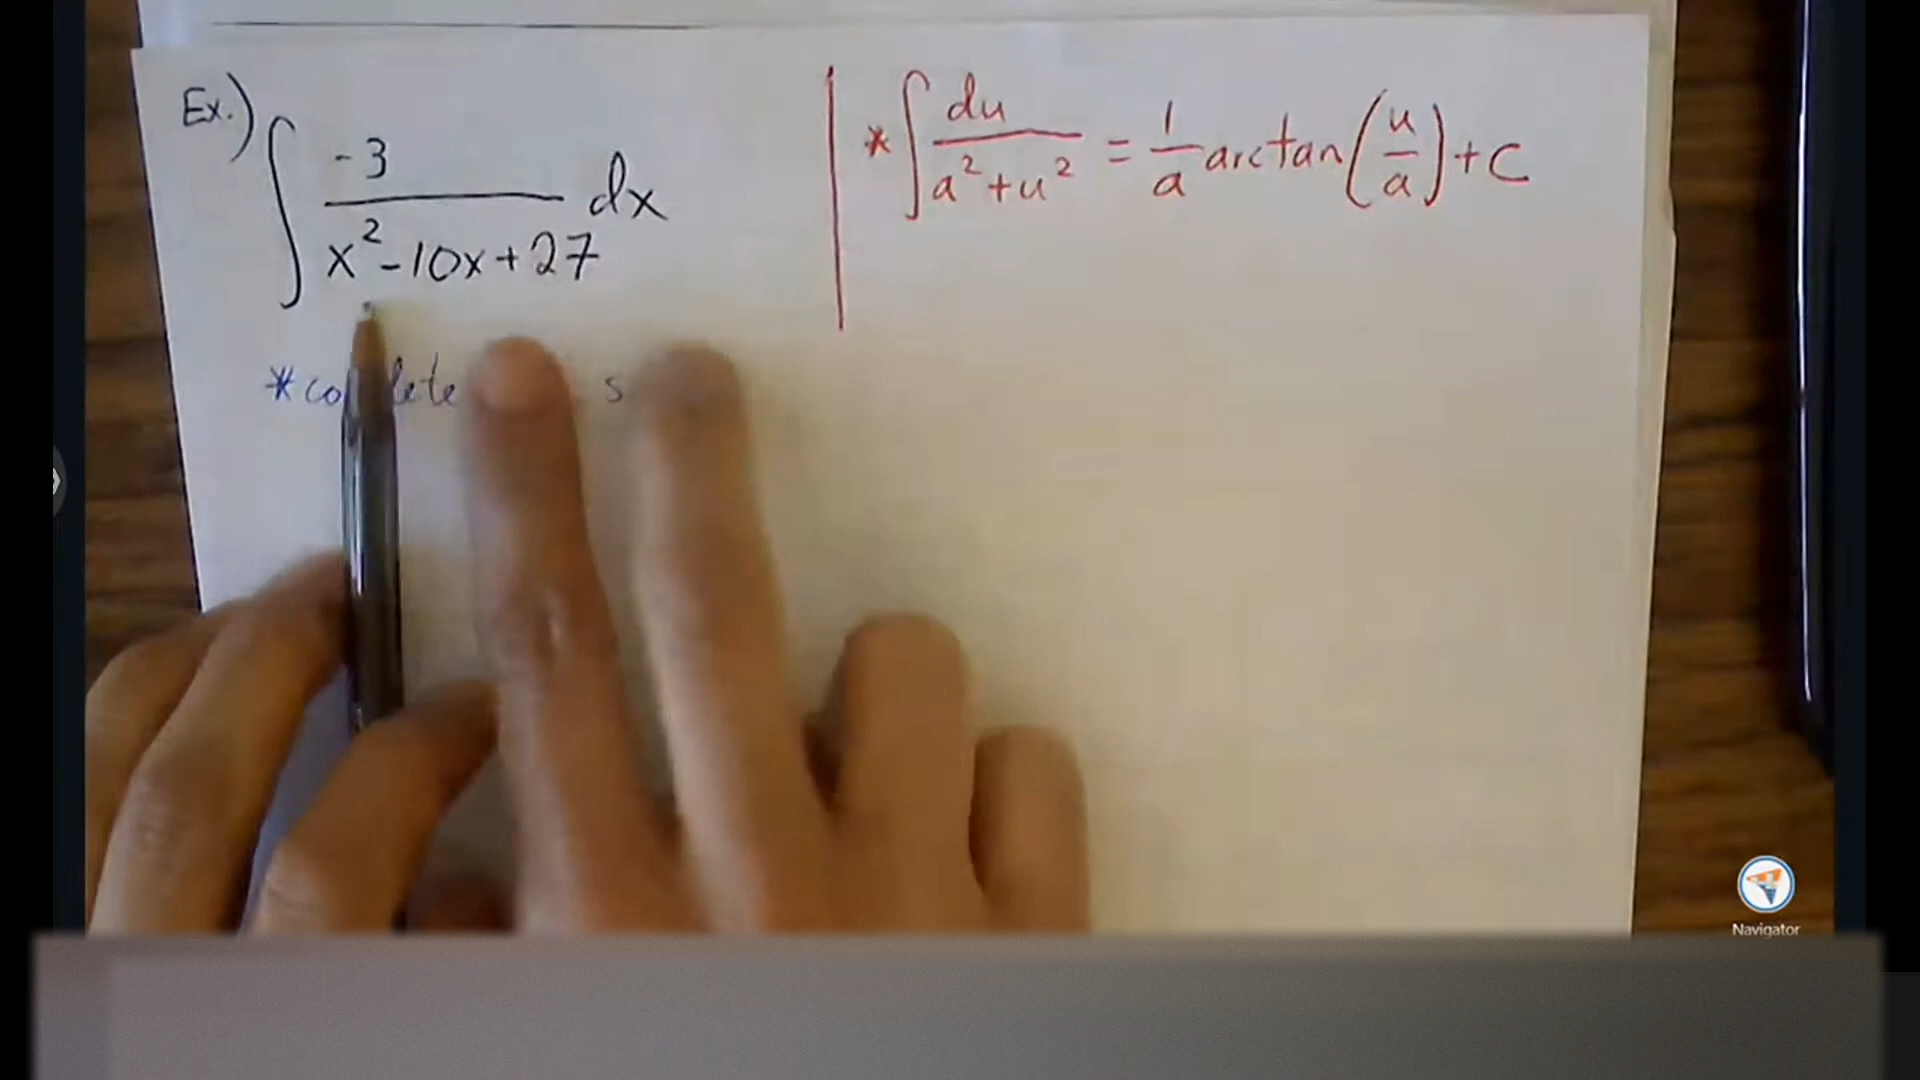 Ex.) ∫ -3 / (x² - 10x + 27) dx
* ∫ du / (a² + u²) = 1/a arctan(u/a) + C
*
Navigator